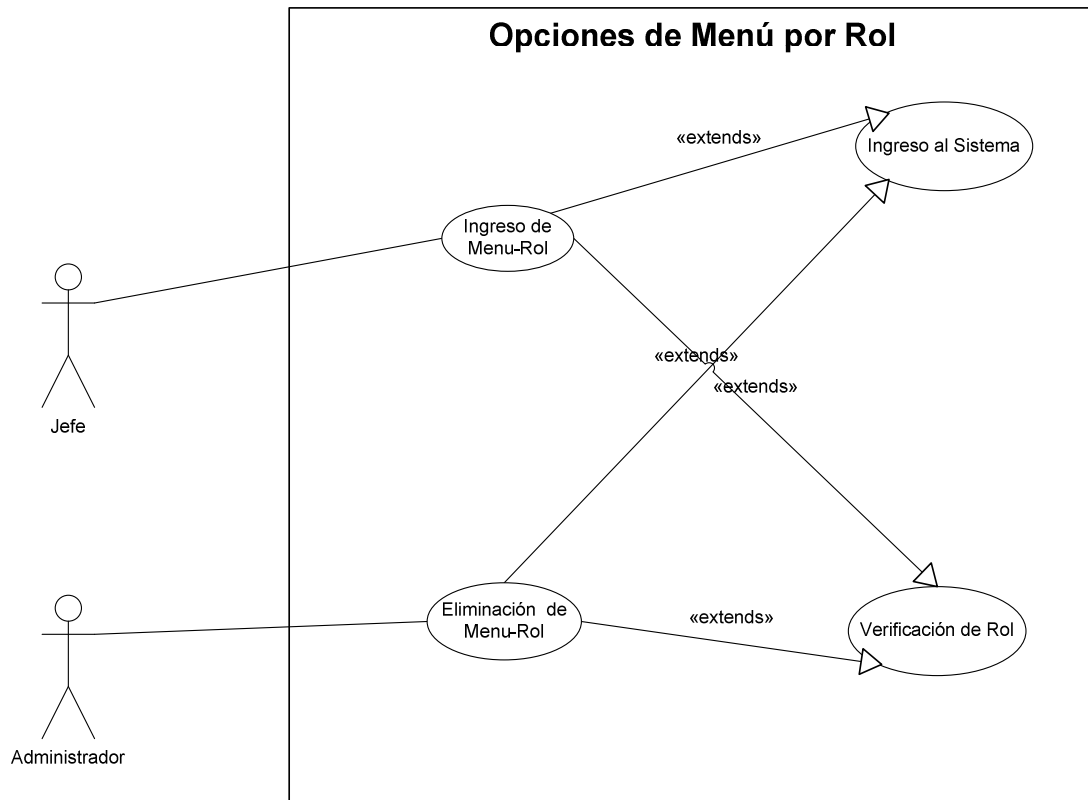 Opciones de Menú por Rol
«extends»
Ingreso al Sistema
Ingreso de
Menu-Rol
«extends»
«extends»
Jefe
Eliminación de
Menu-Rol
«extends»
Verificación de Rol
Administrador